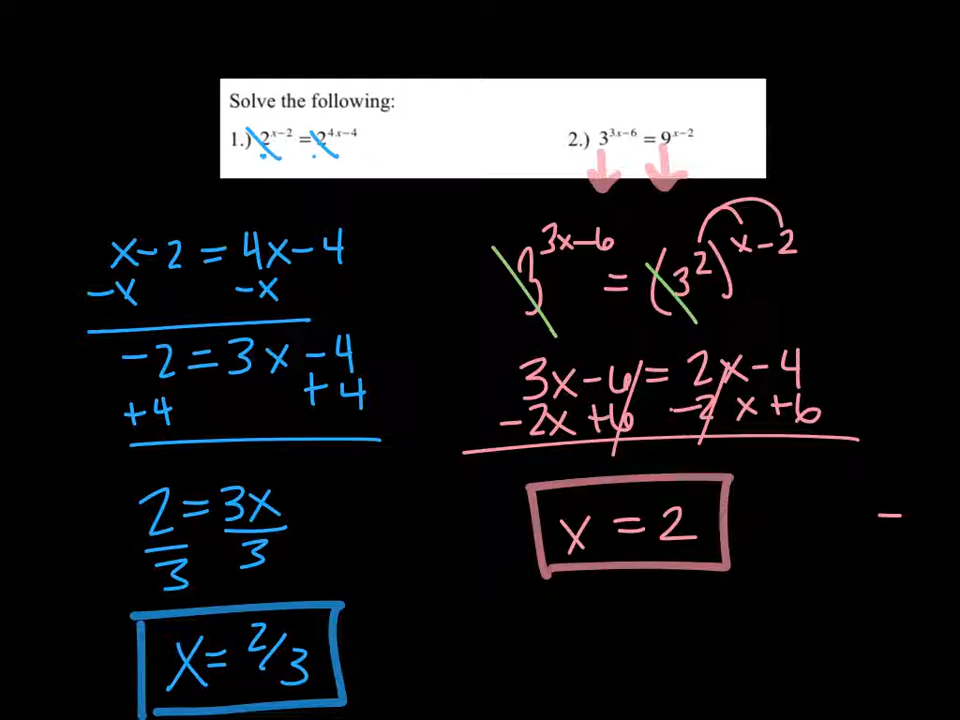 Solve the following:
1.) 2^{x-2} = 2^{4x-4}
2.) 3^{3x-6} = 9^{x-2}
x-2 = 4x-4
-x -x
-2 = 3x-4
+4 +4
2 = 3x
3 3
x = 2/3
3^{3x-6} = (3^2)^{x-2}
3x-6 = 2x-4
-2x +6 -2x +6
x = 2
-